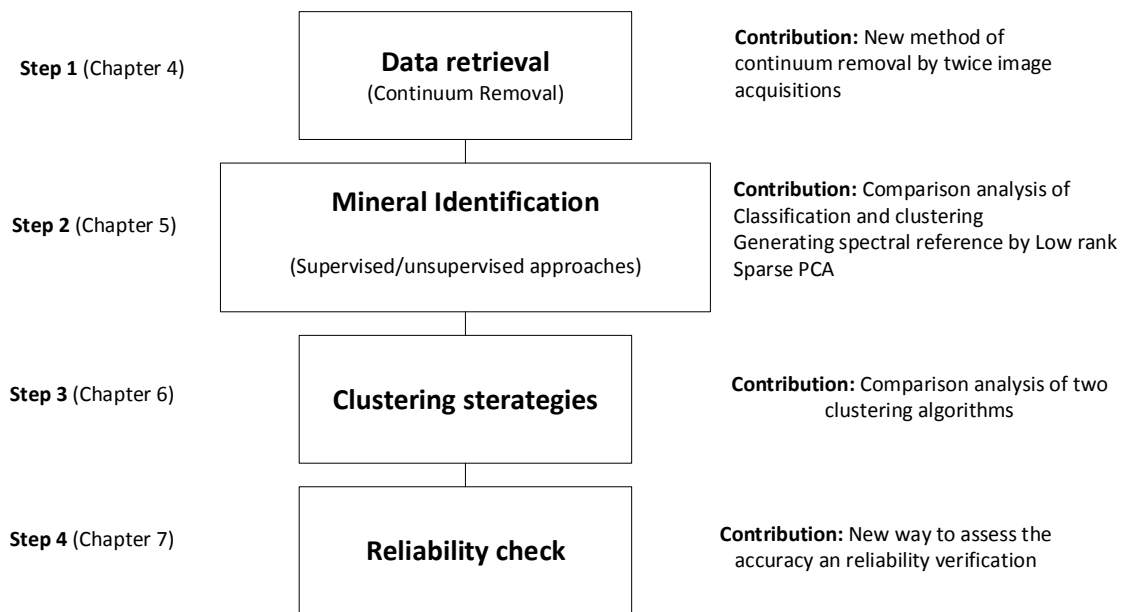 Step 1 (Chapter 4)
Data retrieval
(Continuum Removal)
Contribution: New method of
continuum removal by twice image
acquisitions
Step 2 (Chapter 5)
Mineral Identification
(Supervised/unsupervised approaches)
Contribution: Comparison analysis of
Classification and clustering
Generating spectral reference by Low rank
Sparse PCA
Step 3 (Chapter 6)
Clustering sterategies
Contribution: Comparison analysis of two
clustering algorithms
Step 4 (Chapter 7)
Reliability check
Contribution: New way to assess the
accuracy an reliability verification